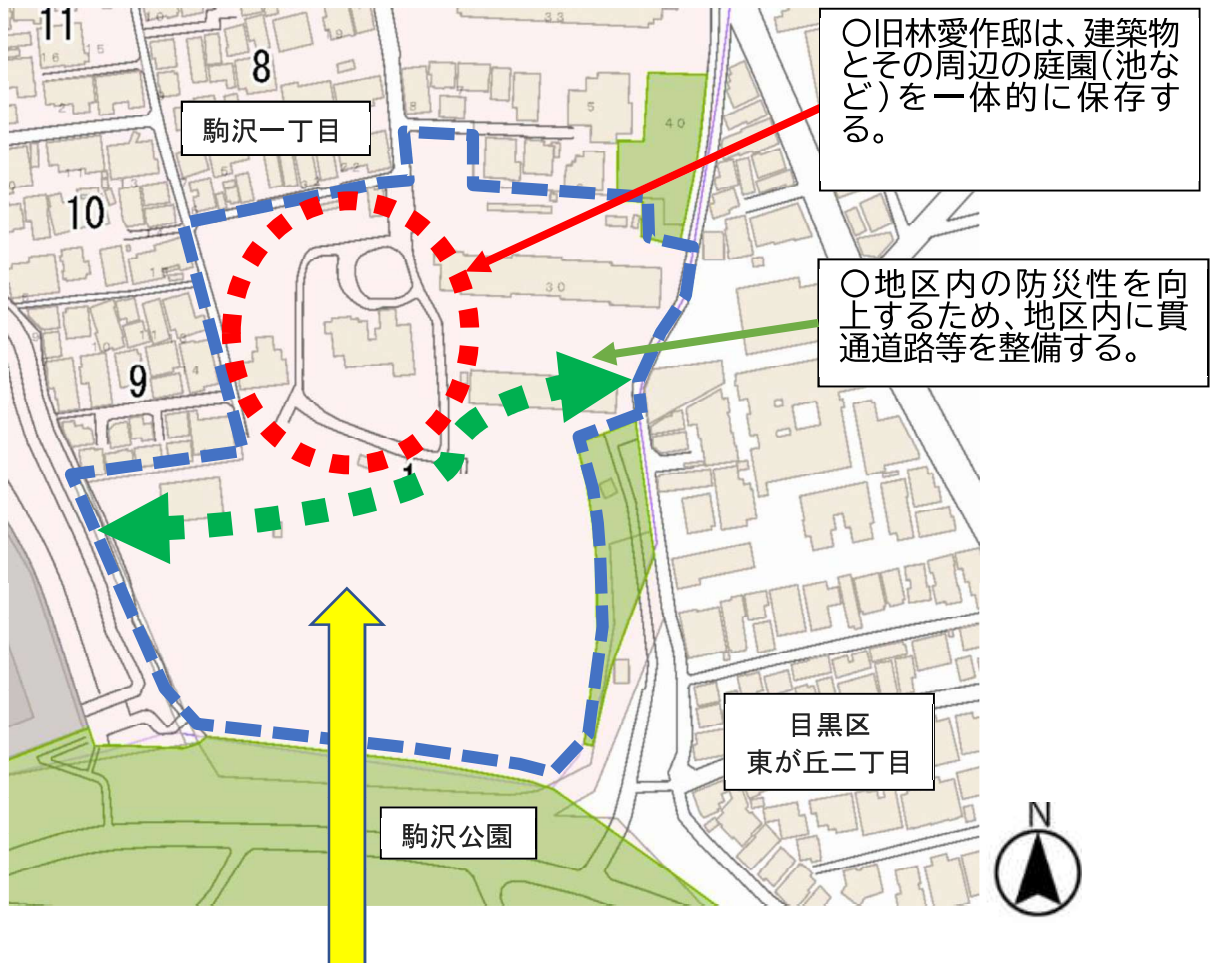 11
8
33
○旧林愛作邸は、建築物
とその周辺の庭園(池な
ど)を一体的に保存す
る。
駒沢一丁目
5
40
10
30
○地区内の防災性を向
上するため、地区内に貫
通道路等を整備する。
9
4
1
目黒区
東が丘二丁目
駒沢公園
N